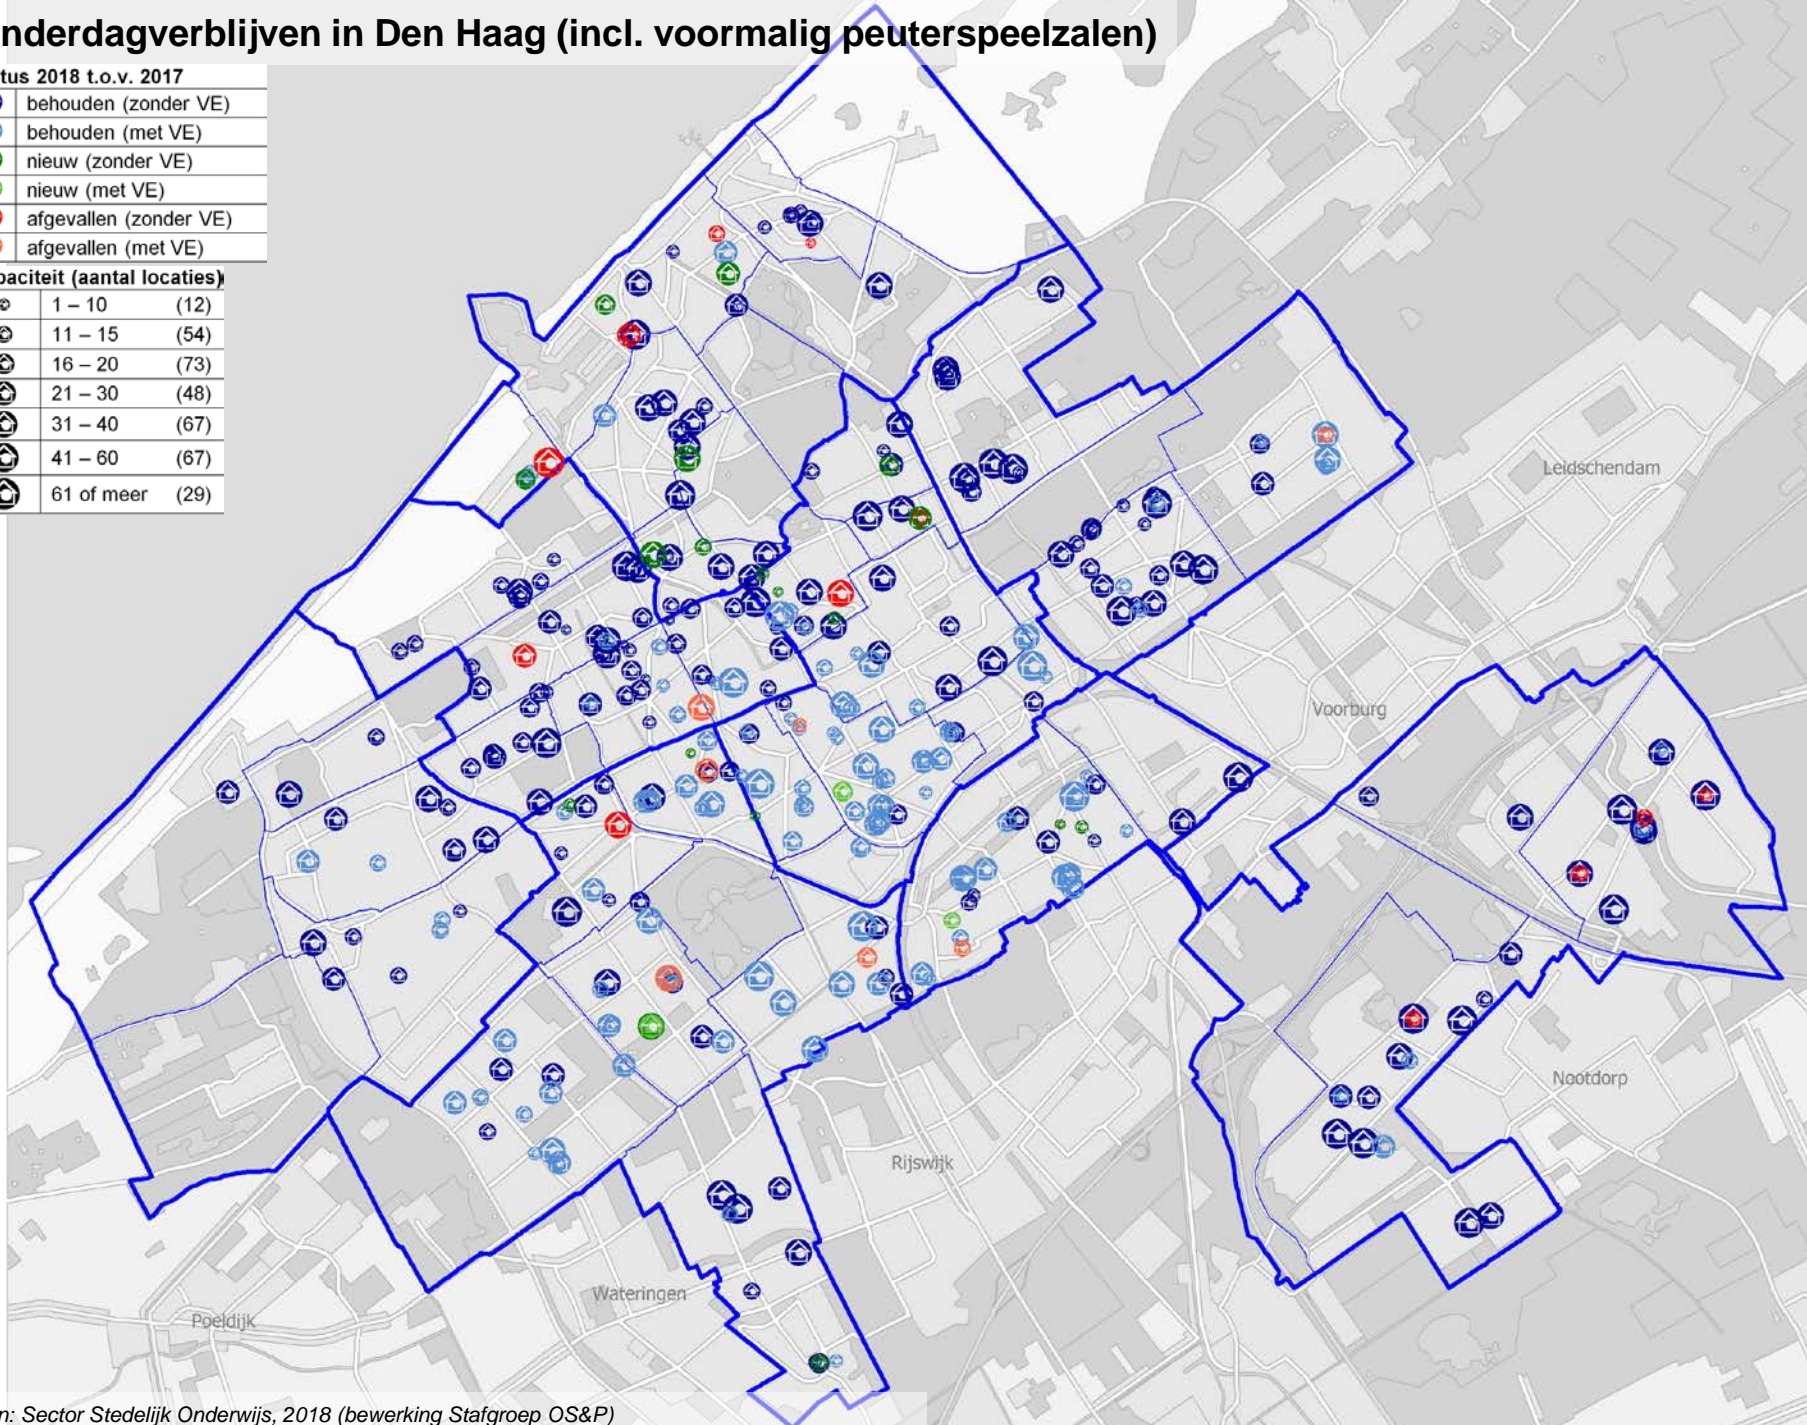 nderdagverblijven in Den Haag (incl. voormalig peuterspeelzalen)
tus 2018 t.o.v. 2017
behouden (zonder VE)
behouden (met VE)
nieuw (zonder VE)
nieuw (met VE)
afgevallen (zonder VE)
afgevallen (met VE)
paciteit (aantal locaties)
1 – 10 (12)
11 – 15 (54)
16 – 20 (73)
21 – 30 (48)
31 – 40 (67)
41 – 60 (67)
61 of meer (29)
Leidschendam
Voorburg
Nootdorp
Rijswijk
Wateringen
Poeldijk
n: Sector Stedelijk Onderwijs, 2018 (bewerking Stafgroep OS&P)